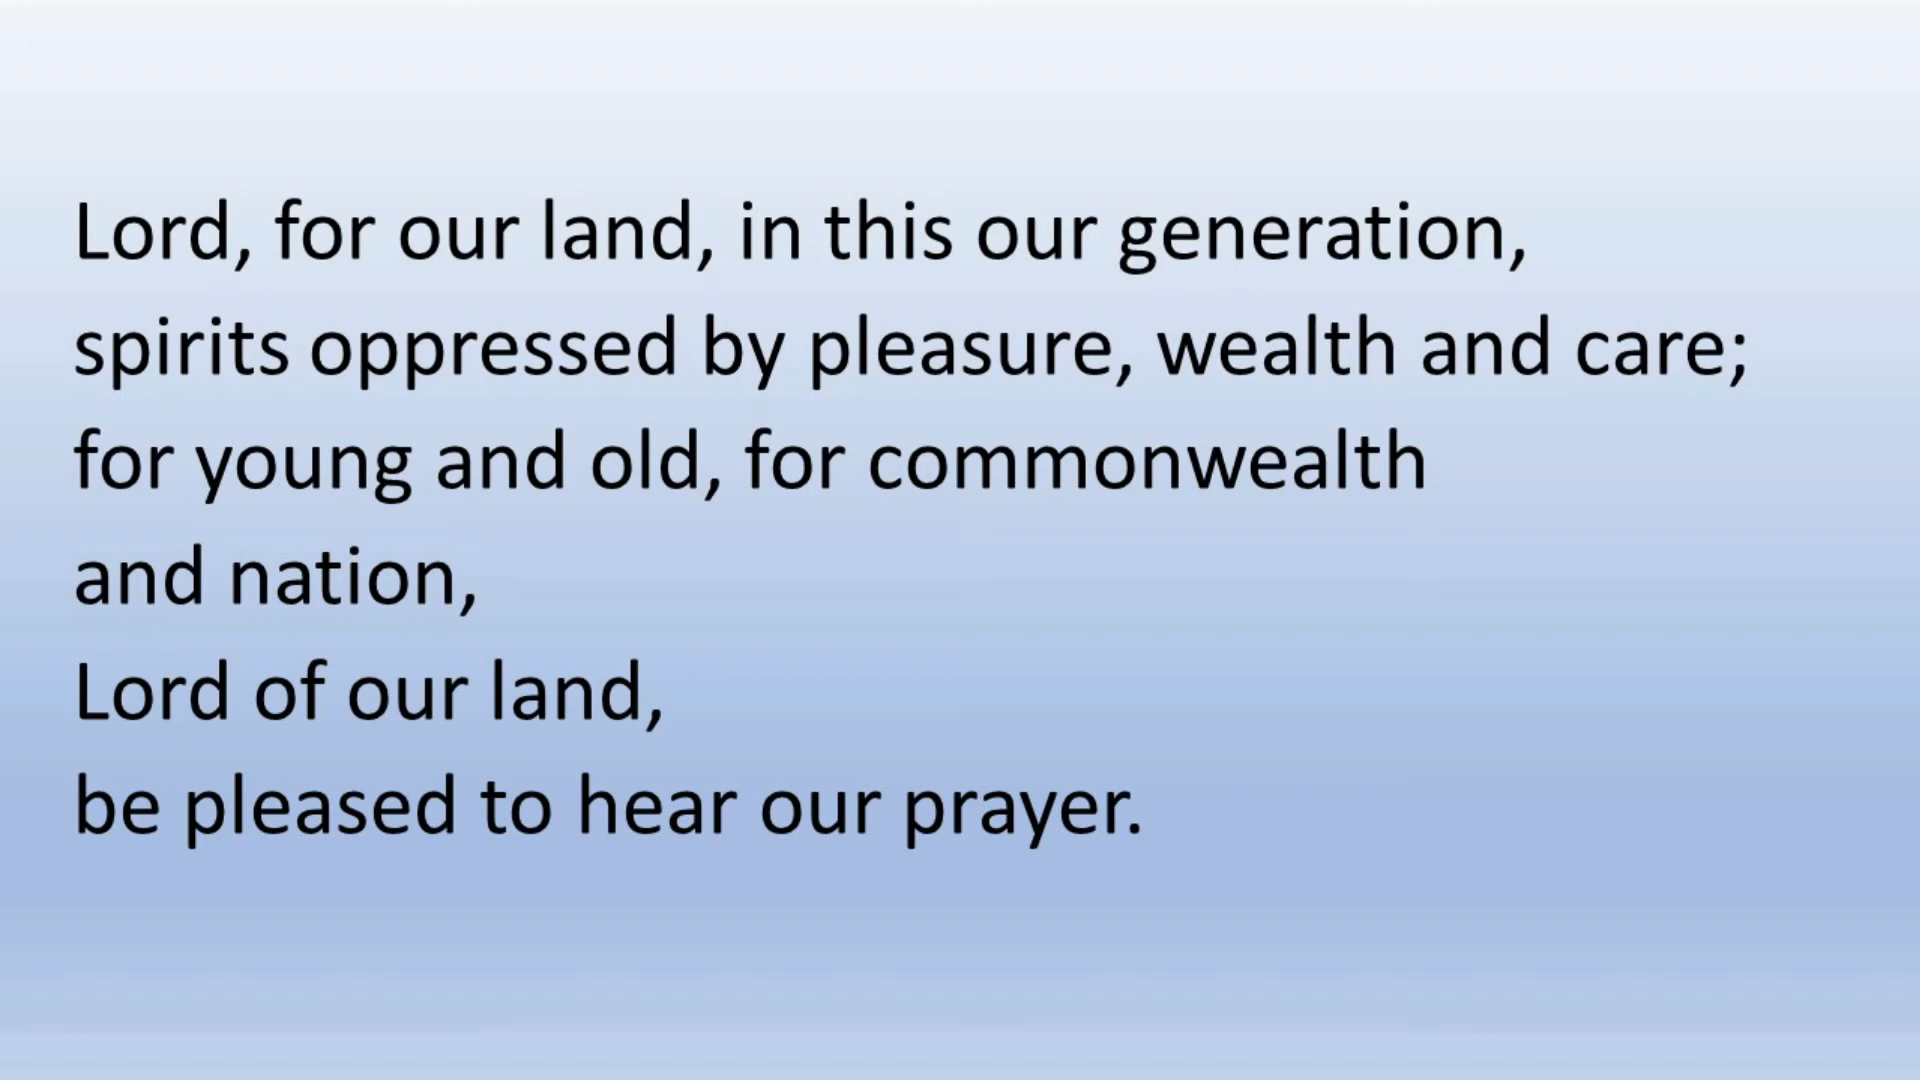 Lord, for our land, in this our generation,
spirits oppressed by pleasure, wealth and care;
for young and old, for commonwealth
and nation,
Lord of our land,
be pleased to hear our prayer.